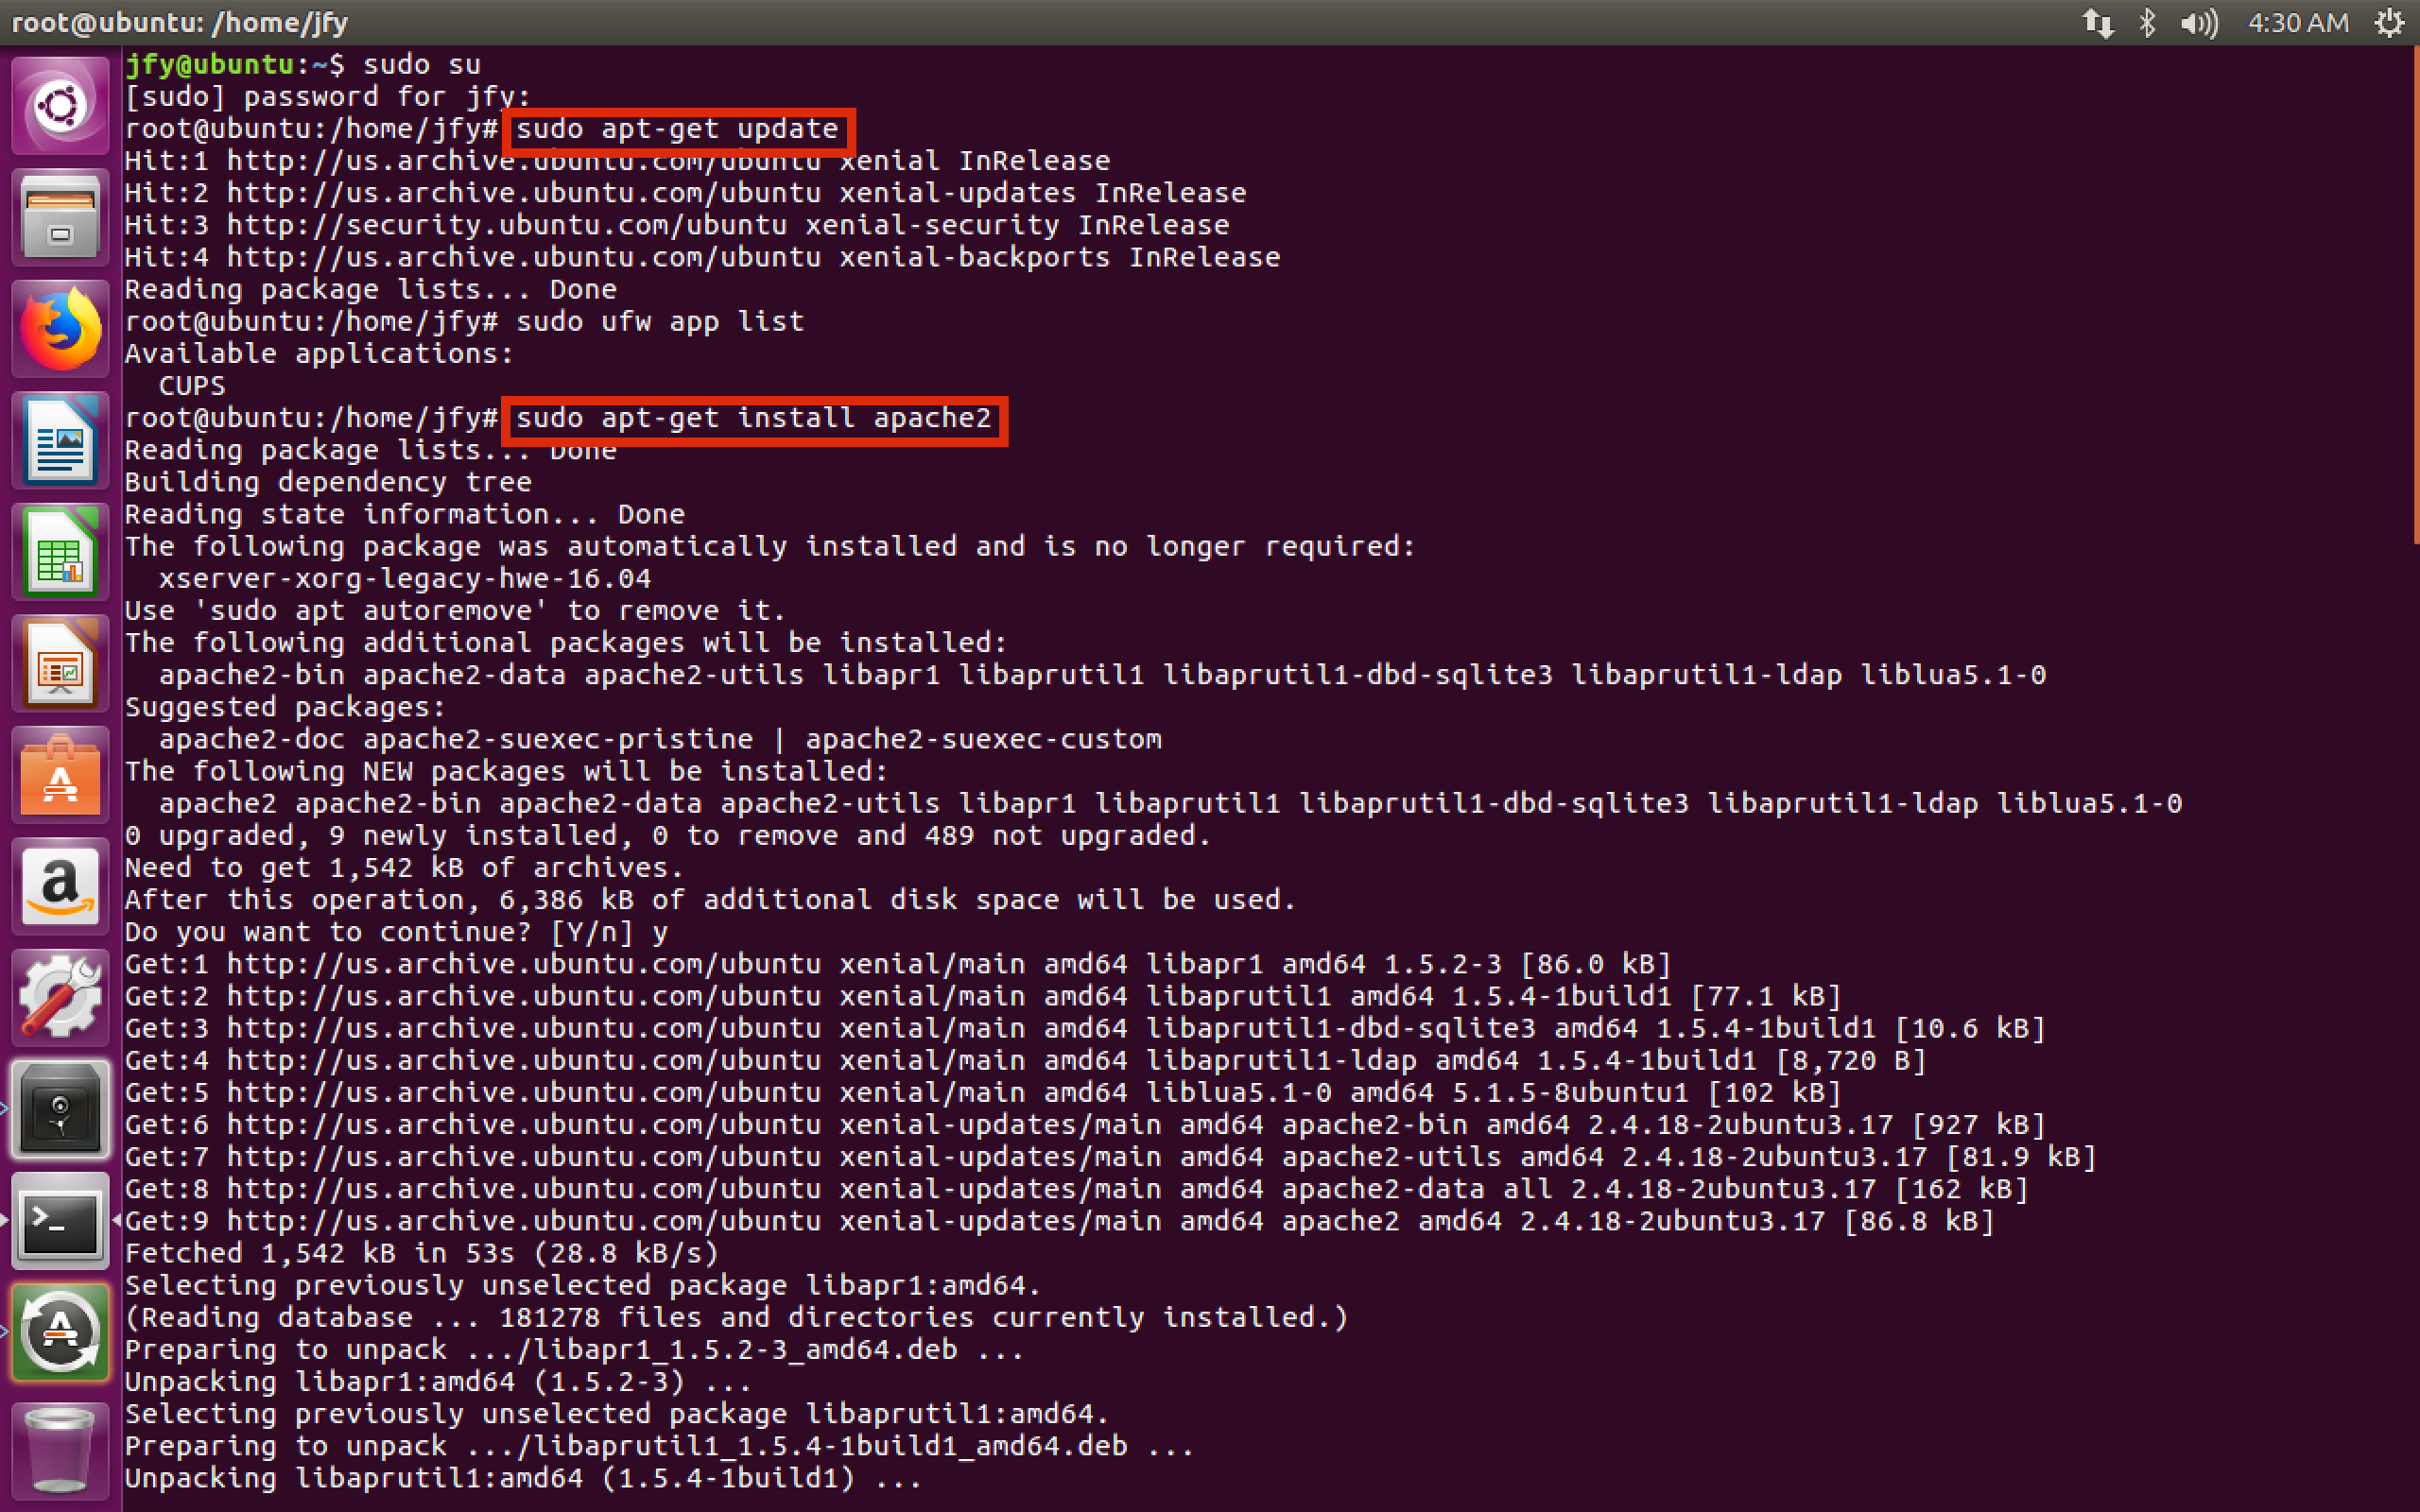 root@ubuntu: /home/jfy
4:30 AM
jfy@ubuntu:~$ sudo su
[sudo] password for jfy:
root@ubuntu:/home/jfy# sudo apt-get update
Hit:1 http://us.archive.ubuntu.com/ubuntu xenial InRelease
Hit:2 http://us.archive.ubuntu.com/ubuntu xenial-updates InRelease
Hit:3 http://security.ubuntu.com/ubuntu xenial-security InRelease
Hit:4 http://us.archive.ubuntu.com/ubuntu xenial-backports InRelease
Reading package lists... Done
root@ubuntu:/home/jfy# sudo ufw app list
Available applications:
  CUPS
root@ubuntu:/home/jfy# sudo apt-get install apache2
Reading package lists... Done
Building dependency tree
Reading state information... Done
The following package was automatically installed and is no longer required:
  xserver-xorg-legacy-hwe-16.04
Use 'sudo apt autoremove' to remove it.
The following additional packages will be installed:
  apache2-bin apache2-data apache2-utils libapr1 libaprutil1 libaprutil1-dbd-sqlite3 libaprutil1-ldap liblua5.1-0
Suggested packages:
  apache2-doc apache2-suexec-pristine | apache2-suexec-custom
The following NEW packages will be installed:
  apache2 apache2-bin apache2-data apache2-utils libapr1 libaprutil1 libaprutil1-dbd-sqlite3 libaprutil1-ldap liblua5.1-0
0 upgraded, 9 newly installed, 0 to remove and 489 not upgraded.
Need to get 1,542 kB of archives.
After this operation, 6,386 kB of additional disk space will be used.
Do you want to continue? [Y/n] y
Get:1 http://us.archive.ubuntu.com/ubuntu xenial/main amd64 libapr1 amd64 1.5.2-3 [86.0 kB]
Get:2 http://us.archive.ubuntu.com/ubuntu xenial/main amd64 libaprutil1 amd64 1.5.4-1build1 [77.1 kB]
Get:3 http://us.archive.ubuntu.com/ubuntu xenial/main amd64 libaprutil1-dbd-sqlite3 amd64 1.5.4-1build1 [10.6 kB]
Get:4 http://us.archive.ubuntu.com/ubuntu xenial/main amd64 libaprutil1-ldap amd64 1.5.4-1build1 [8,720 B]
Get:5 http://us.archive.ubuntu.com/ubuntu xenial/main amd64 liblua5.1-0 amd64 5.1.5-8ubuntu1 [102 kB]
Get:6 http://us.archive.ubuntu.com/ubuntu xenial-updates/main amd64 apache2-bin amd64 2.4.18-2ubuntu3.17 [927 kB]
Get:7 http://us.archive.ubuntu.com/ubuntu xenial-updates/main amd64 apache2-utils amd64 2.4.18-2ubuntu3.17 [81.9 kB]
Get:8 http://us.archive.ubuntu.com/ubuntu xenial-updates/main amd64 apache2-data all 2.4.18-2ubuntu3.17 [162 kB]
Get:9 http://us.archive.ubuntu.com/ubuntu xenial-updates/main amd64 apache2 amd64 2.4.18-2ubuntu3.17 [86.8 kB]
Fetched 1,542 kB in 53s (28.8 kB/s)
Selecting previously unselected package libapr1:amd64.
(Reading database ... 181278 files and directories currently installed.)
Preparing to unpack .../libapr1_1.5.2-3_amd64.deb ...
Unpacking libapr1:amd64 (1.5.2-3) ...
Selecting previously unselected package libaprutil1:amd64.
Preparing to unpack .../libaprutil1_1.5.4-1build1_amd64.deb ...
Unpacking libaprutil1:amd64 (1.5.4-1build1) ...